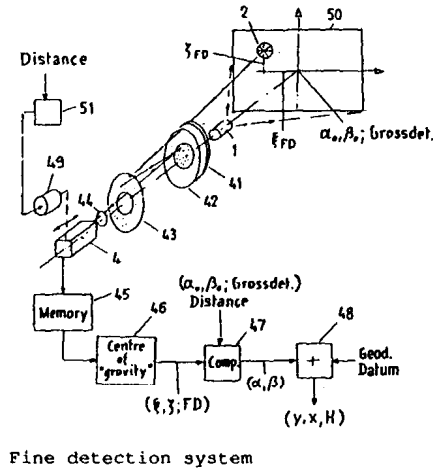 2
50
ζFD
ξFD
α₀,β₀; Grossdet.
Distance
51
49
1
41
42
44
43
4
(α₀,β₀; Grossdet.)
Distance
45
Memory
46
Centre
of
"gravity"
47
Comp.
48
+
Geod.
Datum
(ξ,ζ;FD)
(α,β)
(y,x,H)
Fine detection system